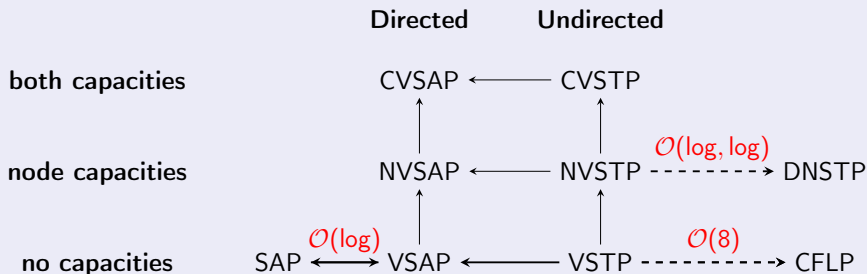 Directed Undirected
both capacities CVSAP CVSTP
O(log, log)
node capacities NVSAP NVSTP DNSTP
O(log) O(8)
no capacities SAP VSAP VSTP CFLP